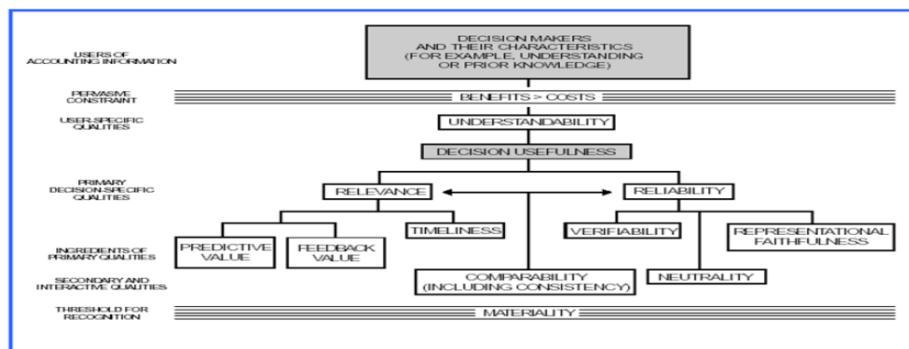 DECISION MAKERS
AND THEIR CHARACTERISTICS
(FOR EXAMPLE, UNDERSTANDING
OR PRIOR KNOWLEDGE)
USERS OF
ACCOUNTING INFORMATION
PERVASIVE
CONSTRAINT
BENEFITS > COSTS
USER-SPECIFIC
QUALITIES
UNDERSTANDABILITY
DECISION USEFULNESS
PRIMARY
DECISION-SPECIFIC
QUALITIES
RELEVANCE
RELIABILITY
TIMELINESS
VERIFIABILITY
REPRESENTATIONAL
FAITHFULNESS
PREDICTIVE
VALUE
FEEDBACK
VALUE
INGREDIENTS OF
PRIMARY QUALITIES
COMPARABILITY
(INCLUDING CONSISTENCY)
NEUTRALITY
SECONDARY AND
INTERACTIVE QUALITIES
THRESHOLD FOR
RECOGNITION
MATERIALITY